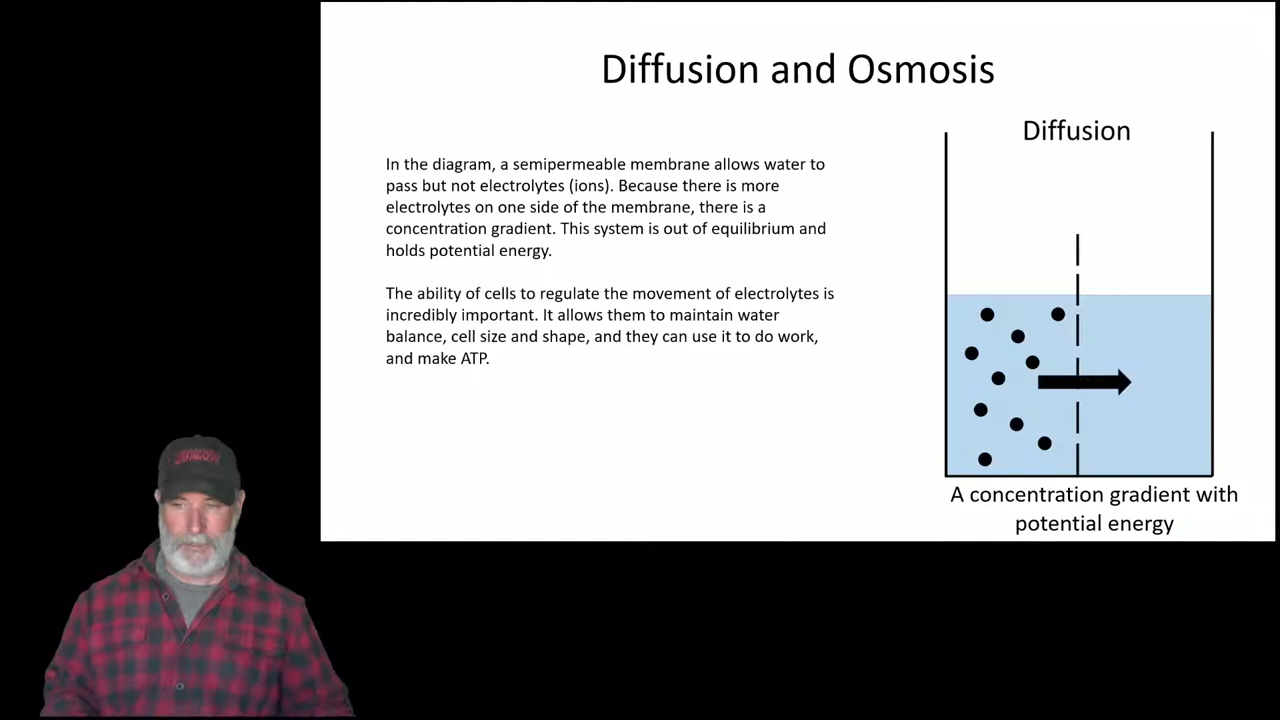 Diffusion and Osmosis
In the diagram, a semipermeable membrane allows water to
pass but not electrolytes (ions). Because there is more
electrolytes on one side of the membrane, there is a
concentration gradient. This system is out of equilibrium and
holds potential energy.
The ability of cells to regulate the movement of electrolytes is
incredibly important. It allows them to maintain water
balance, cell size and shape, and they can use it to do work,
and make ATP.
Diffusion
A concentration gradient with
potential energy